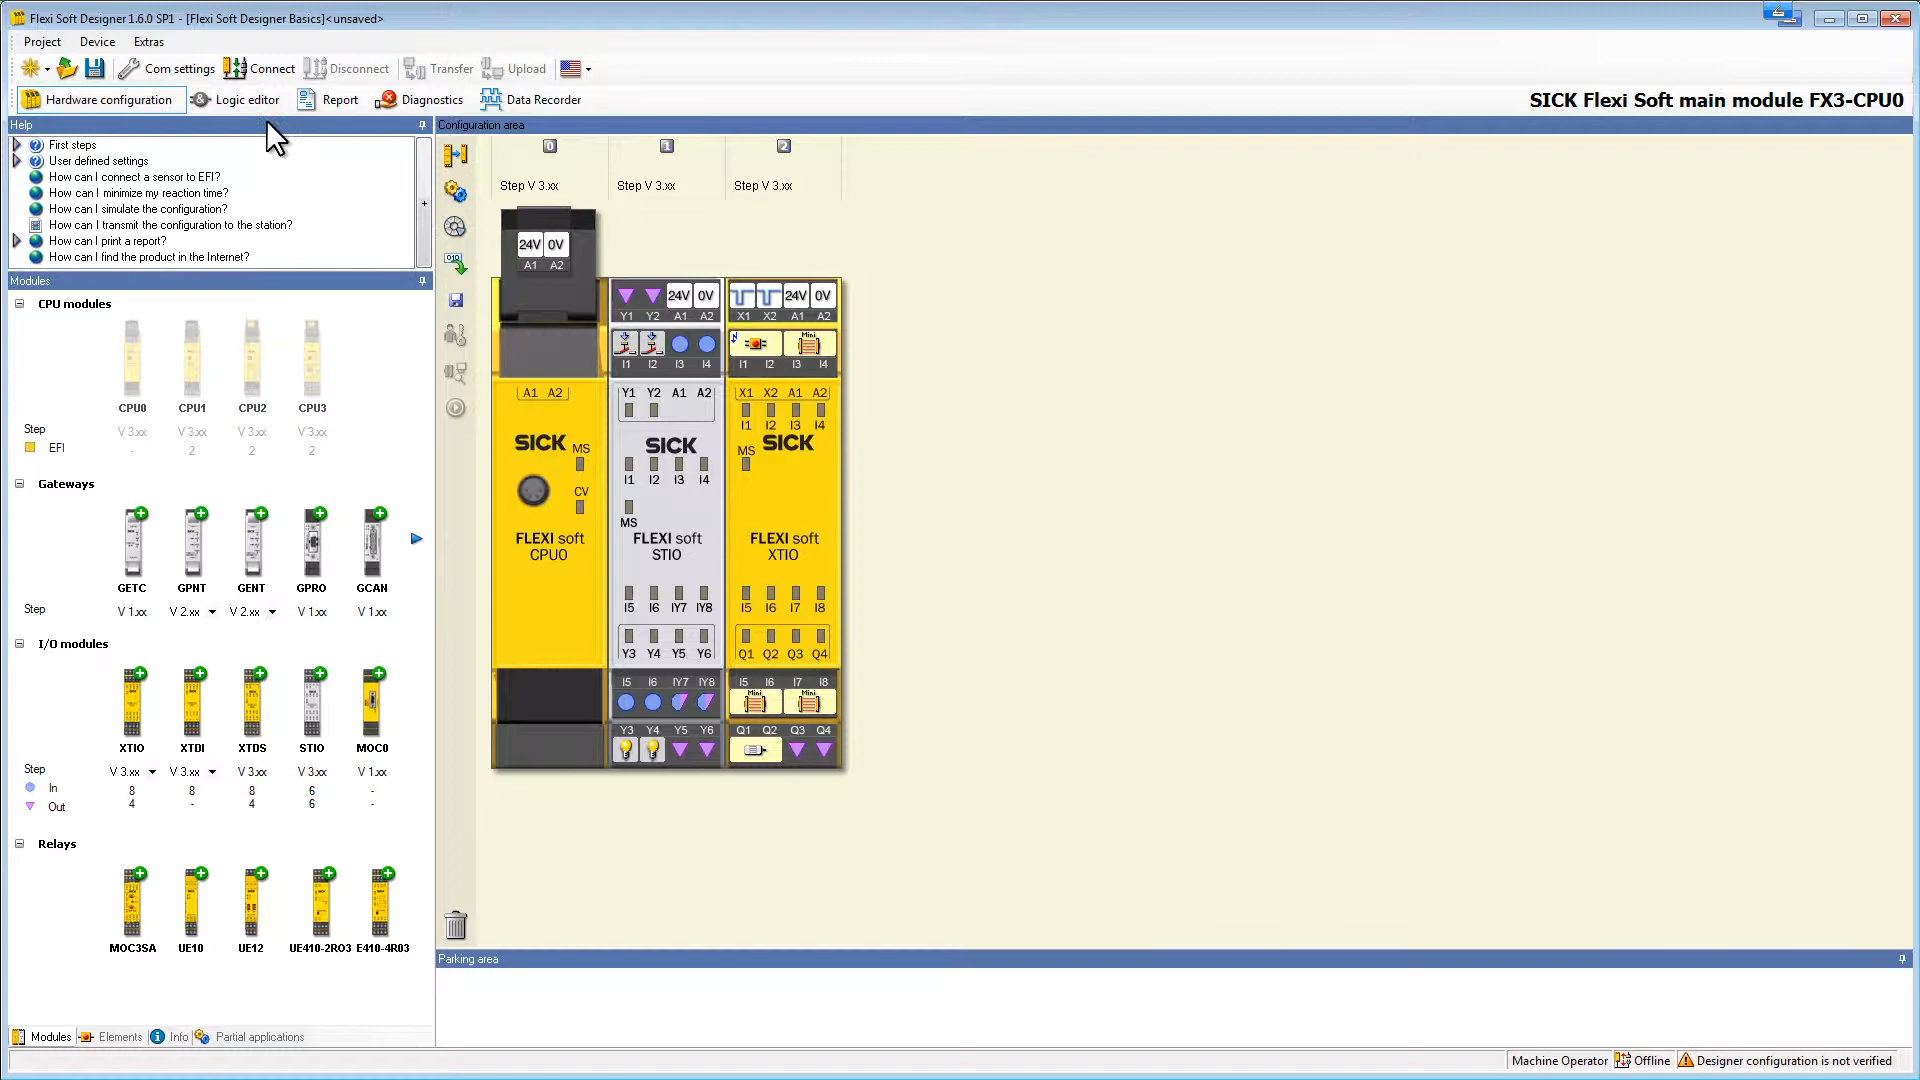 Flexi Soft Designer 1.6.0 SP1 - [Flexi Soft Designer Basics]<unsaved>
Project Device Extras
Com settings Connect Disconnect Transfer Upload
Hardware configuration Logic editor Report Diagnostics Data Recorder
SICK Flexi Soft main module FX3-CPU0
Help
First steps
User defined settings
How can I connect a sensor to EFI?
How can I minimize my reaction time?
How can I simulate the configuration?
How can I transmit the configuration to the station?
How can I print a report?
How can I find the product in the Internet?
Modules
CPU modules
CPU0 CPU1 CPU2 CPU3
Step V 3.xx V 3.xx V 3.xx V 3.xx
EFI - 2 2 2
Gateways
GETC GPNT GENT GPRO GCAN
Step V 1.xx V 2.xx V 2.xx V 1.xx V 1.xx
I/O modules
XTIO XTDI XTDS STIO MOC0
Step V 3.xx V 3.xx V 3.xx V 3.xx V 1.xx
In 8 8 8 6 -
Out 4 - 4 6 -
Relays
MOC3SA UE10 UE12 UE410-2RO3 E410-4R03
Modules Elements Info Partial applications
Configuration area
0 1 2
Step V 3.xx Step V 3.xx Step V 3.xx
24V 0V
A1 A2
A1 A2
SICK
MS
CV
FLEXI soft
CPU0
24V 0V
Y1 Y2 A1 A2
I1 I2 I3 I4
Y1 Y2 A1 A2
SICK
I1 I2 I3 I4
MS
FLEXI soft
STIO
I5 I6 IY7 IY8
Y3 Y4 Y5 Y6
I5 I6 IY7 IY8
Y3 Y4 Y5 Y6
24V 0V
X1 X2 A1 A2
Mini
I1 I2 I3 I4
X1 X2 A1 A2
I1 I2 I3 I4
MS SICK
FLEXI soft
XTIO
I5 I6 I7 I8
Q1 Q2 Q3 Q4
I5 I6 I7 I8
Mini Mini
Q1 Q2 Q3 Q4
Parking area
Machine Operator Offline Designer configuration is not verified